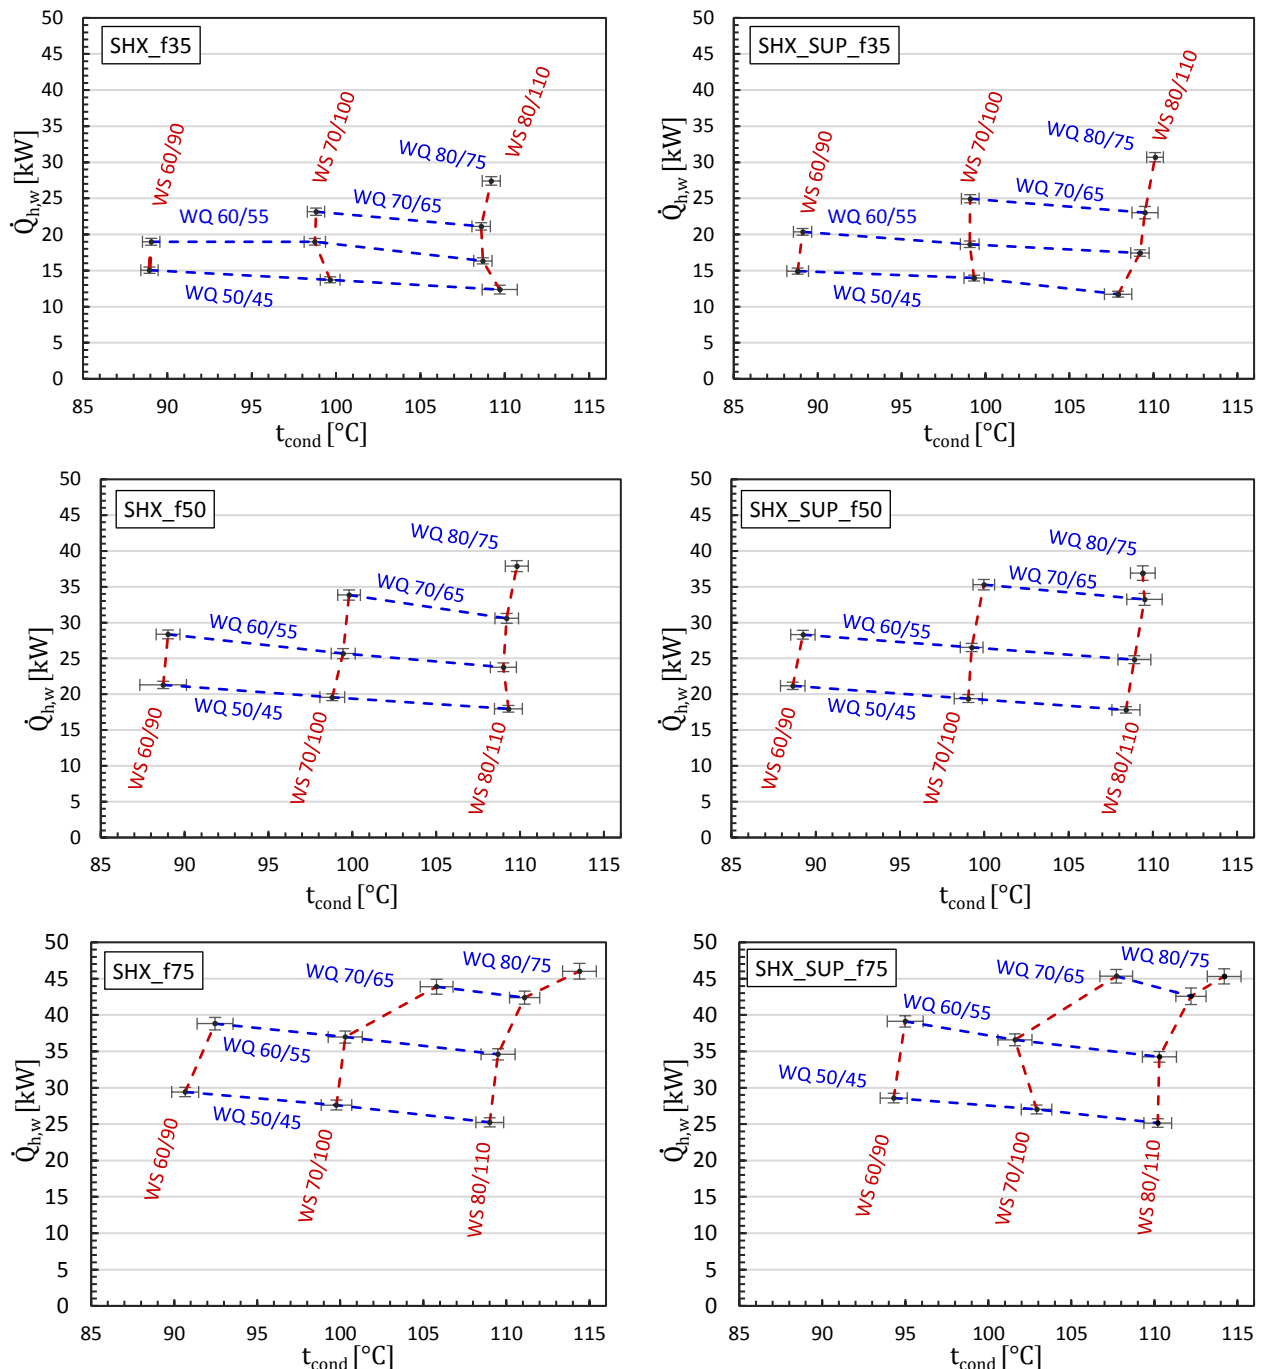 SHX_f35
Q̇h,w [kW]
50
45
40
35
30
25
20
15
10
5
0
WS 60/90
WS 70/100
WS 80/110
WQ 80/75
WQ 70/65
WQ 60/55
WQ 50/45
85 90 95 100 105 110 115
tcond [°C]
SHX_SUP_f35
Q̇h,w [kW]
50
45
40
35
30
25
20
15
10
5
0
WS 60/90
WS 70/100
WS 80/110
WQ 80/75
WQ 70/65
WQ 60/55
WQ 50/45
85 90 95 100 105 110 115
tcond [°C]
SHX_f50
Q̇h,w [kW]
50
45
40
35
30
25
20
15
10
5
0
WQ 80/75
WQ 70/65
WQ 60/55
WQ 50/45
WS 60/90
WS 70/100
WS 80/110
85 90 95 100 105 110 115
tcond [°C]
SHX_SUP_f50
Q̇h,w [kW]
50
45
40
35
30
25
20
15
10
5
0
WQ 80/75
WQ 70/65
WQ 60/55
WQ 50/45
WS 60/90
WS 70/100
WS 80/110
85 90 95 100 105 110 115
tcond [°C]
SHX_f75
Q̇h,w [kW]
50
45
40
35
30
25
20
15
10
5
0
WQ 80/75
WQ 70/65
WQ 60/55
WQ 50/45
WS 60/90
WS 70/100
WS 80/110
85 90 95 100 105 110 115
tcond [°C]
SHX_SUP_f75
Q̇h,w [kW]
50
45
40
35
30
25
20
15
10
5
0
WQ 80/75
WQ 70/65
WQ 60/55
WQ 50/45
WS 60/90
WS 70/100
WS 80/110
85 90 95 100 105 110 115
tcond [°C]